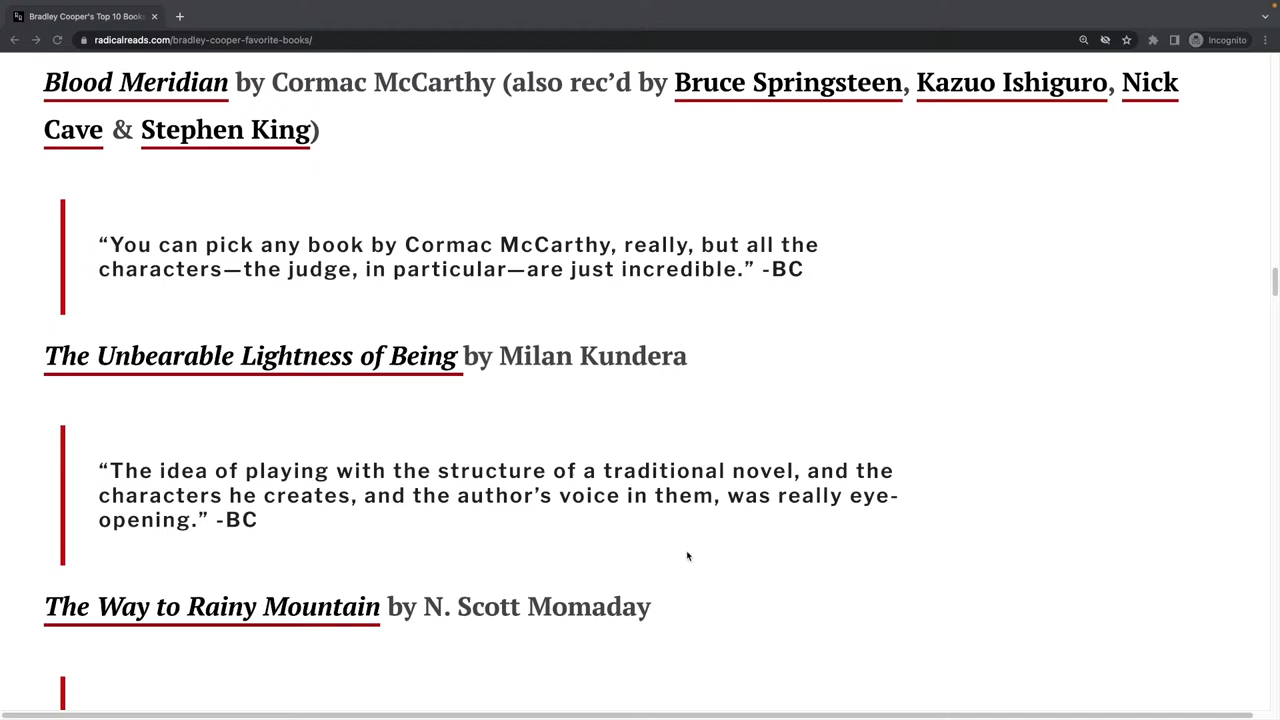 Bradley Cooper's Top 10 Books
radicalreads.com/bradley-cooper-favorite-books/
Incognito
Blood Meridian by Cormac McCarthy (also rec’d by Bruce Springsteen, Kazuo Ishiguro, Nick
Cave & Stephen King)
“You can pick any book by Cormac McCarthy, really, but all the
characters—the judge, in particular—are just incredible.” -BC
The Unbearable Lightness of Being by Milan Kundera
“The idea of playing with the structure of a traditional novel, and the
characters he creates, and the author’s voice in them, was really eye-
opening.” -BC
The Way to Rainy Mountain by N. Scott Momaday